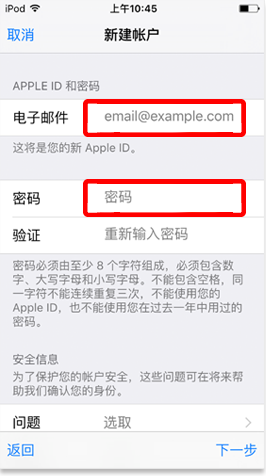 iPod 上午10:45
取消 新建帐户
APPLE ID 和密码
电子邮件 email@example.com
这将是您的新 Apple ID。
密码 密码
验证 重新输入密码
密码必须由至少 8 个字符组成，必须包含数
字、大写字母和小写字母。不能包含空格，同
一字符不能连续重复三次，不能使用您的
Apple ID，也不能使用您在过去一年中用过的
密码。
安全信息
为了保护您的帐户安全，这些问题可在将来帮
助我们确认您的身份。
问题 选取
返回 下一步